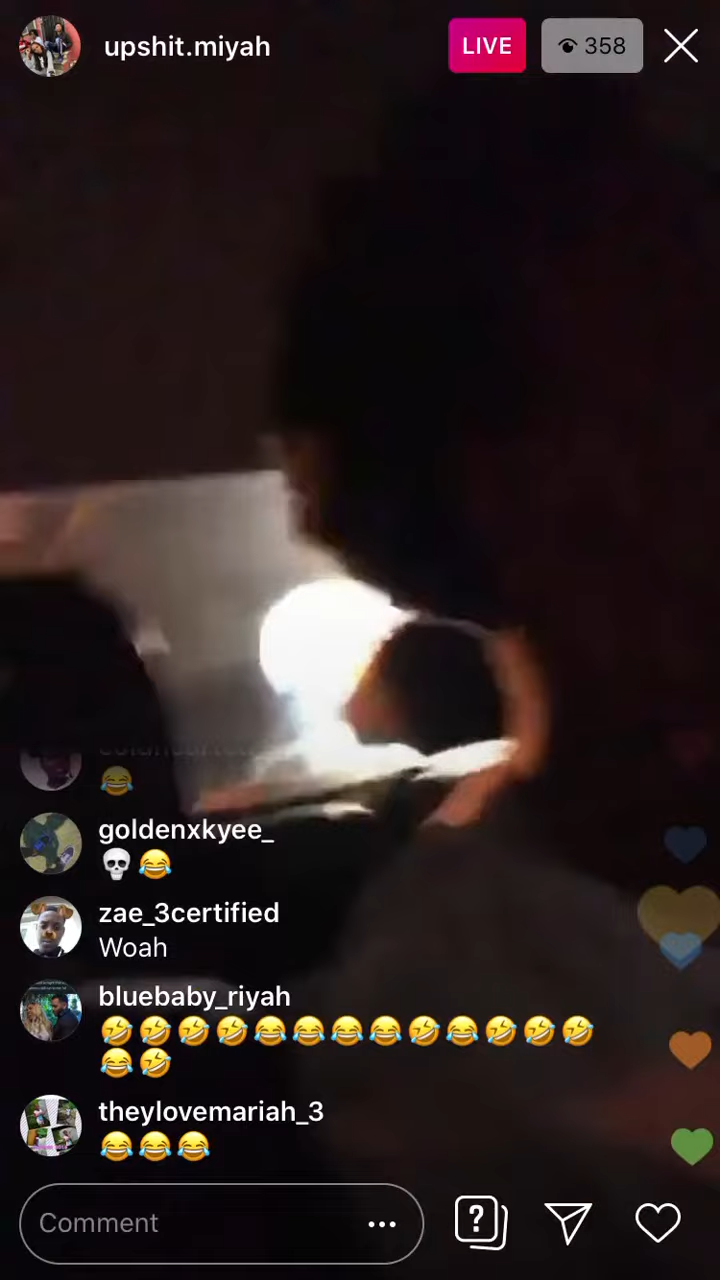 upshit.miyah
LIVE
358
goldenxkyee_
💀😂
zae_3certified
Woah
bluebaby_riyah
🤣🤣🤣🤣😂😂😂😂🤣😂🤣🤣🤣
😂🤣
theylovemariah_3
😂😂😂
Comment